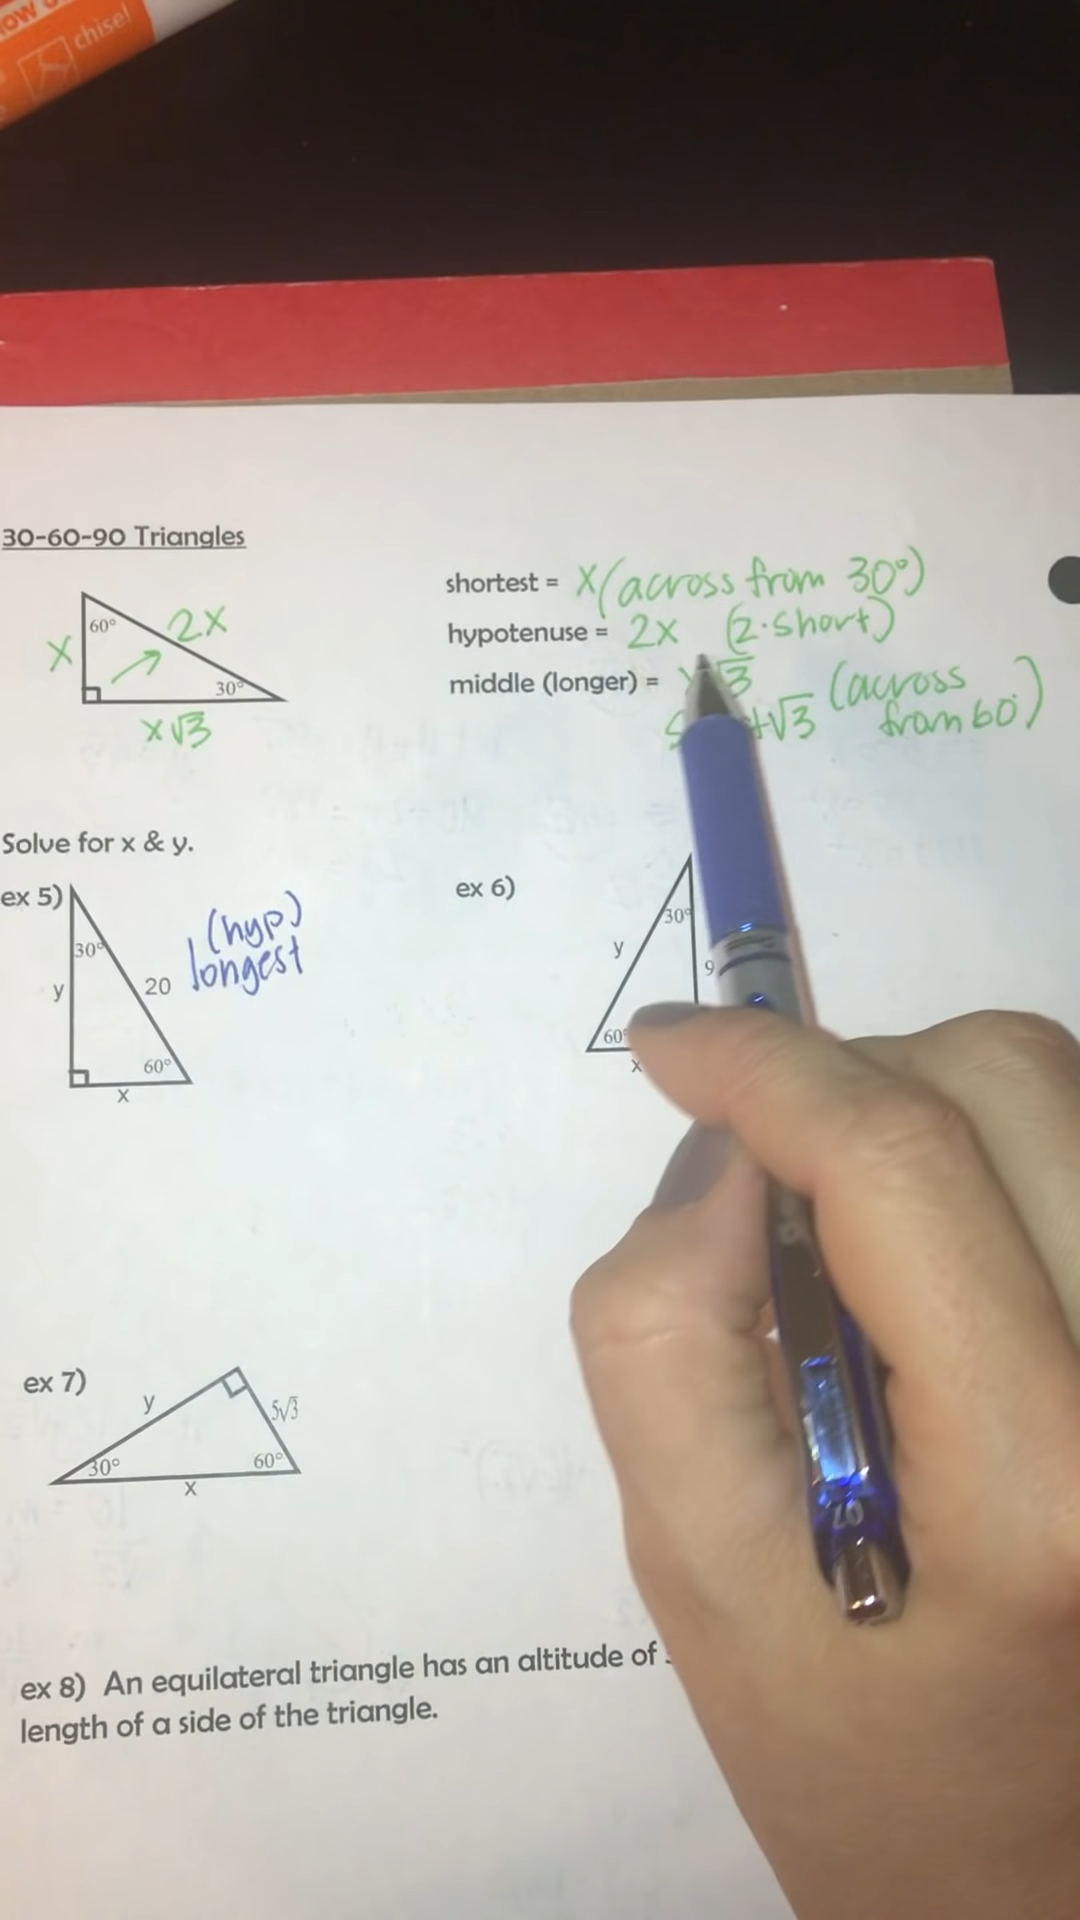 chisel
30-60-90 Triangles
shortest = x (across from 30°)
hypotenuse = 2x (2·short)
middle (longer) = √3 (across
√3 from 60°)
60°
2x
x
30°
x√3
Solve for x & y.
ex 5)
30°
(hyp)
longest
y
20
60°
x
ex 6)
30°
y
9
60°
x
ex 7)
y
5√3
30°
60°
x
ex 8) An equilateral triangle has an altitude of
length of a side of the triangle.